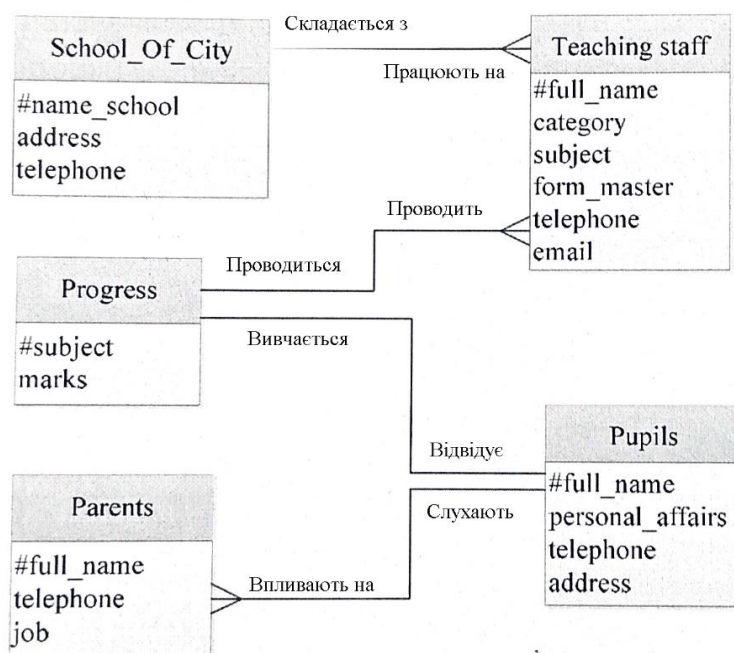 School_Of_City
#name_school
address
telephone
Складається з
Працюють на
Teaching staff
#full_name
category
subject
form_master
telephone
email
Проводить
Проводиться
Progress
#subject
marks
Вивчається
Відвідує
Pupils
#full_name
personal_affairs
telephone
address
Слухають
Впливають на
Parents
#full_name
telephone
job